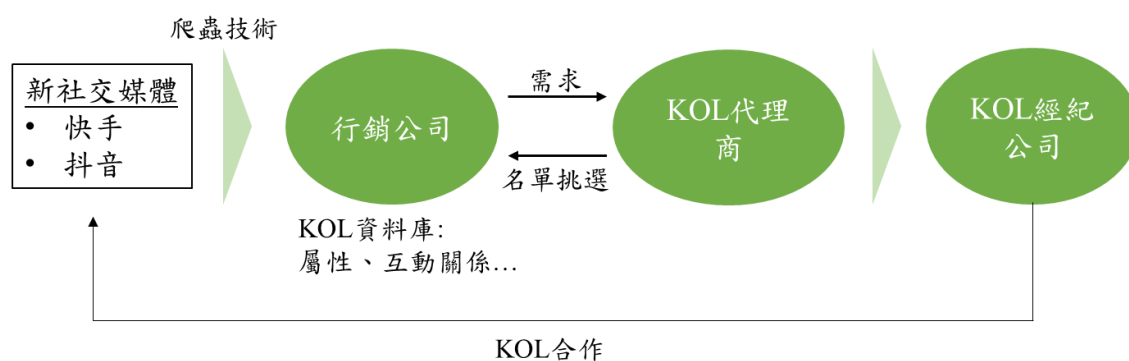 爬蟲技術
新社交媒體
• 快手
• 抖音
行銷公司
需求
名單挑選
KOL代理
商
KOL經紀
公司
KOL資料庫:
屬性、互動關係…
KOL合作